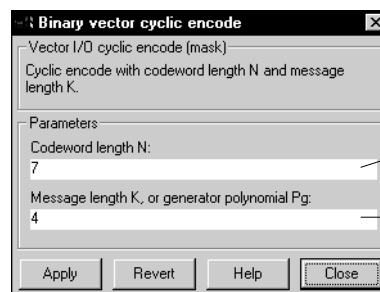 Binary vector cyclic encode
Vector I/O cyclic encode (mask)
Cyclic encode with codeword length N and message
length K.
Parameters
Codeword length N:
7
Message length K, or generator polynomial Pg:
4
Apply Revert Help Close